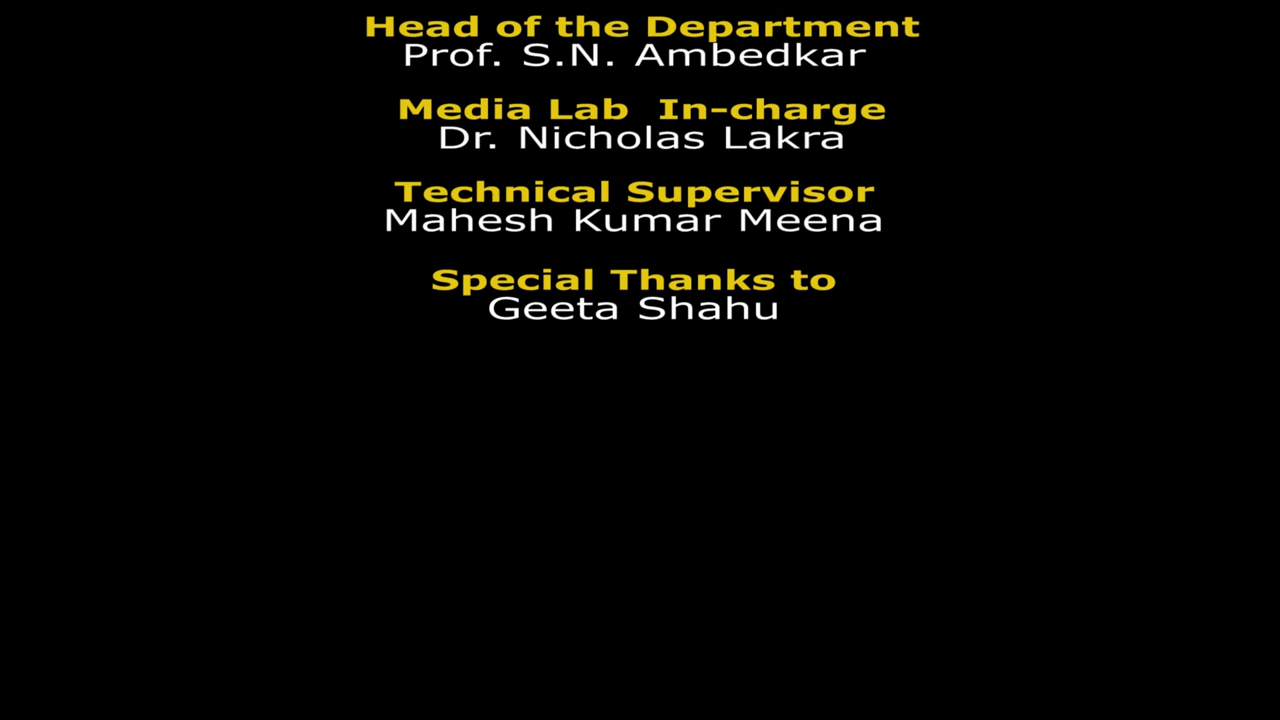 Head of the Department
Prof. S.N. Ambedkar
Media Lab  In-charge
Dr. Nicholas Lakra
Technical Supervisor
Mahesh Kumar Meena
Special Thanks to
Geeta Shahu